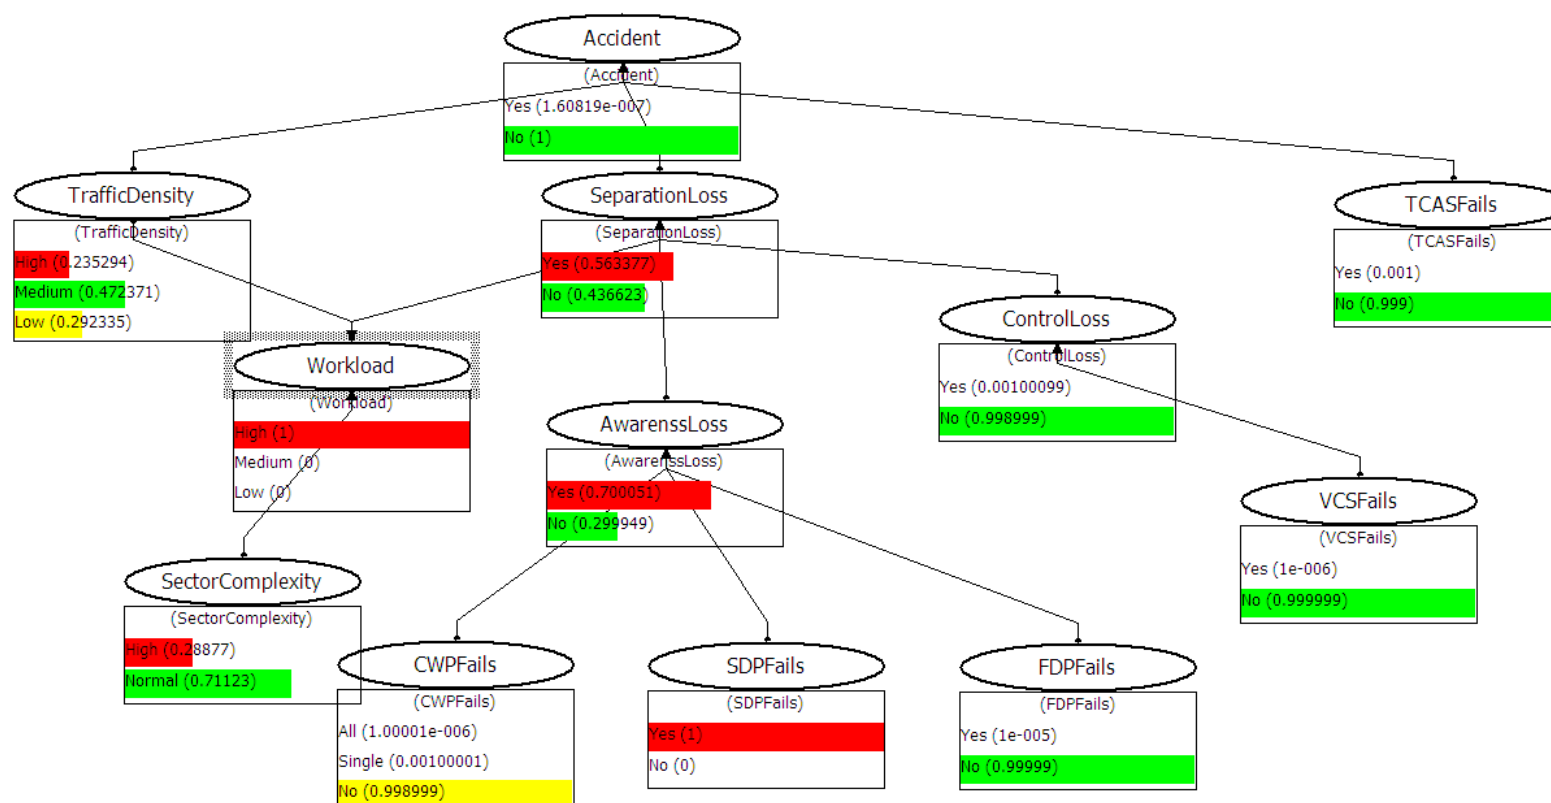 Accident
(Accident)
Yes (1.60819e-007)
No (1)
TrafficDensity
(TrafficDensity)
High (0.235294)
Medium (0.472371)
Low (0.292335)
SeparationLoss
(SeparationLoss)
Yes (0.563377)
No (0.436623)
TCASFails
(TCASFails)
Yes (0.001)
No (0.999)
Workload
(Workload)
High (1)
Medium (0)
Low (0)
ControlLoss
(ControlLoss)
Yes (0.00100099)
No (0.998999)
AwarenssLoss
(AwarenssLoss)
Yes (0.700051)
No (0.299949)
VCSFails
(VCSFails)
Yes (1e-006)
No (0.999999)
SectorComplexity
(SectorComplexity)
High (0.28877)
Normal (0.71123)
CWPFails
(CWPFails)
All (1.00001e-006)
Single (0.00100001)
No (0.998999)
SDPFails
(SDPFails)
Yes (1)
No (0)
FDPFails
(FDPFails)
Yes (1e-005)
No (0.99999)